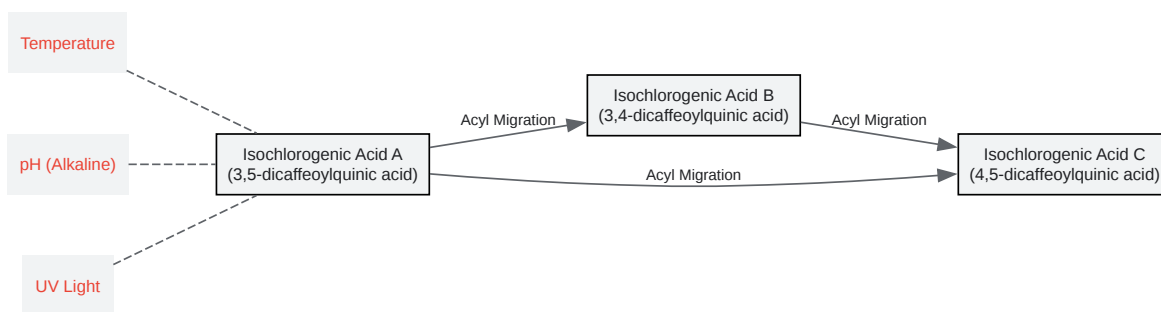 Temperature
pH (Alkaline)
UV Light
Isochlorogenic Acid A
(3,5-dicaffeoylquinic acid)
Acyl Migration
Isochlorogenic Acid B
(3,4-dicaffeoylquinic acid)
Acyl Migration
Acyl Migration
Isochlorogenic Acid C
(4,5-dicaffeoylquinic acid)